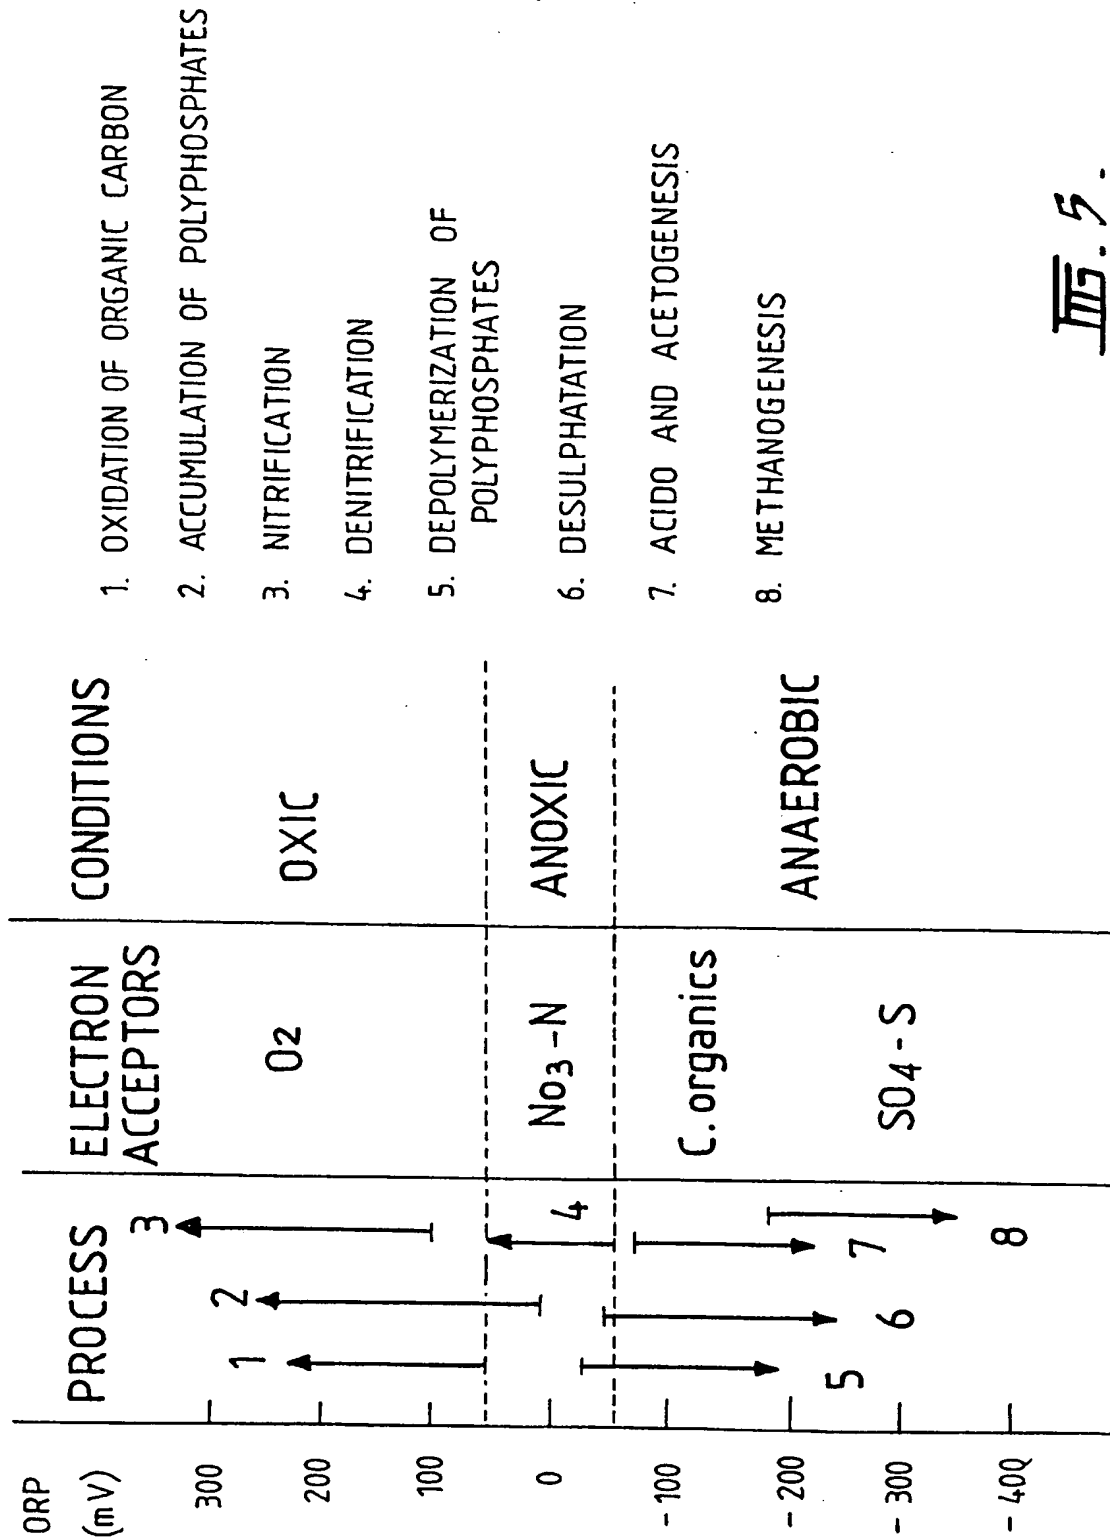 ORP
(mV)
PROCESS
ELECTRON
ACCEPTORS
CONDITIONS
300
200
100
0
- 100
- 200
- 300
- 400
1
2
3
4
5
6
7
8
O2
No3-N
C.organics
SO4-S
OXIC
ANOXIC
ANAEROBIC
1. OXIDATION OF ORGANIC CARBON
2. ACCUMULATION OF POLYPHOSPHATES
3. NITRIFICATION
4. DENITRIFICATION
5. DEPOLYMERIZATION OF
POLYPHOSPHATES
6. DESULPHATATION
7. ACIDO AND ACETOGENESIS
8. METHANOGENESIS
FIG. 5.